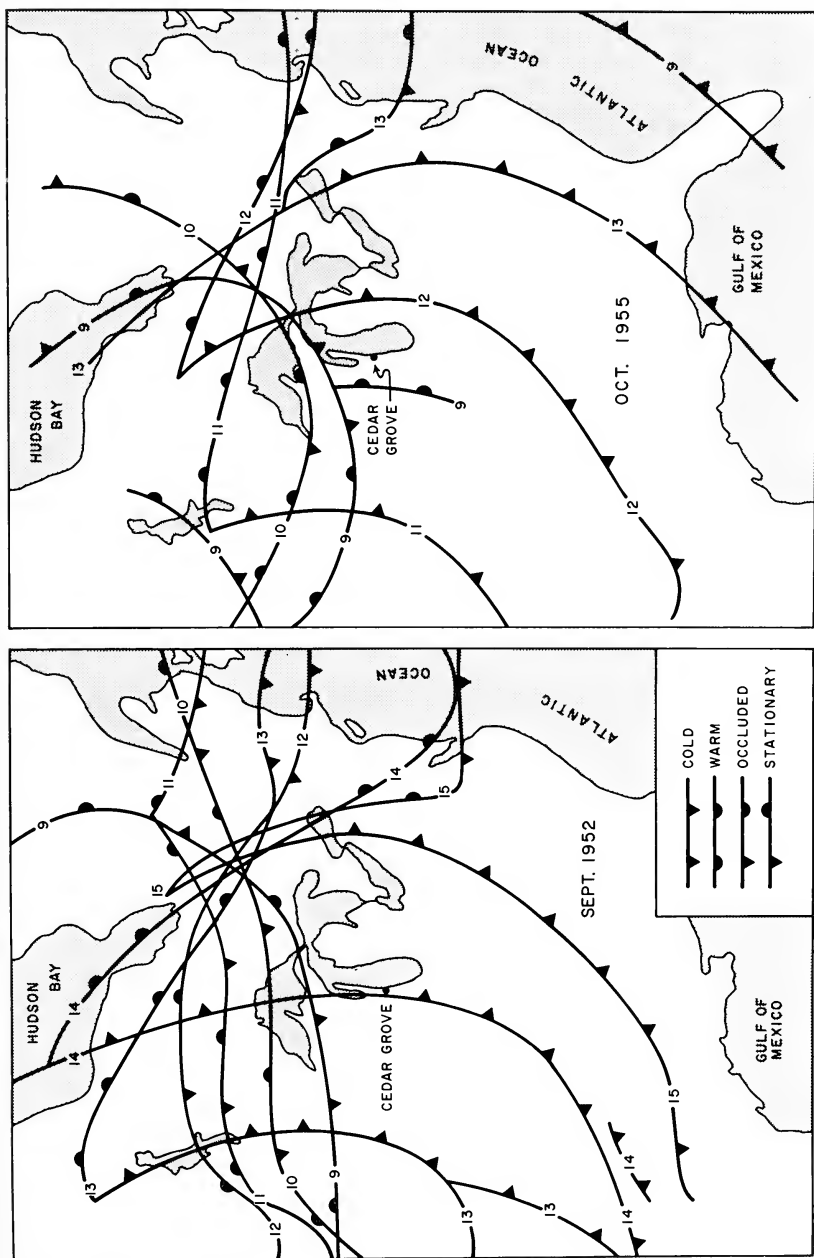 HUDSON BAY
ATLANTIC OCEAN
GULF OF MEXICO
CEDAR GROVE
OCT. 1955
9
13
10
12
11
13
9
11
10
9
9
12
11
13
12
9
HUDSON BAY
OCEAN
ATLANTIC
GULF OF MEXICO
CEDAR GROVE
SEPT. 1952
9
10
11
13
12
14
15
15
14
14
13
12
11
10
9
13
13
14
14
15
COLD
WARM
OCCLUDED
STATIONARY